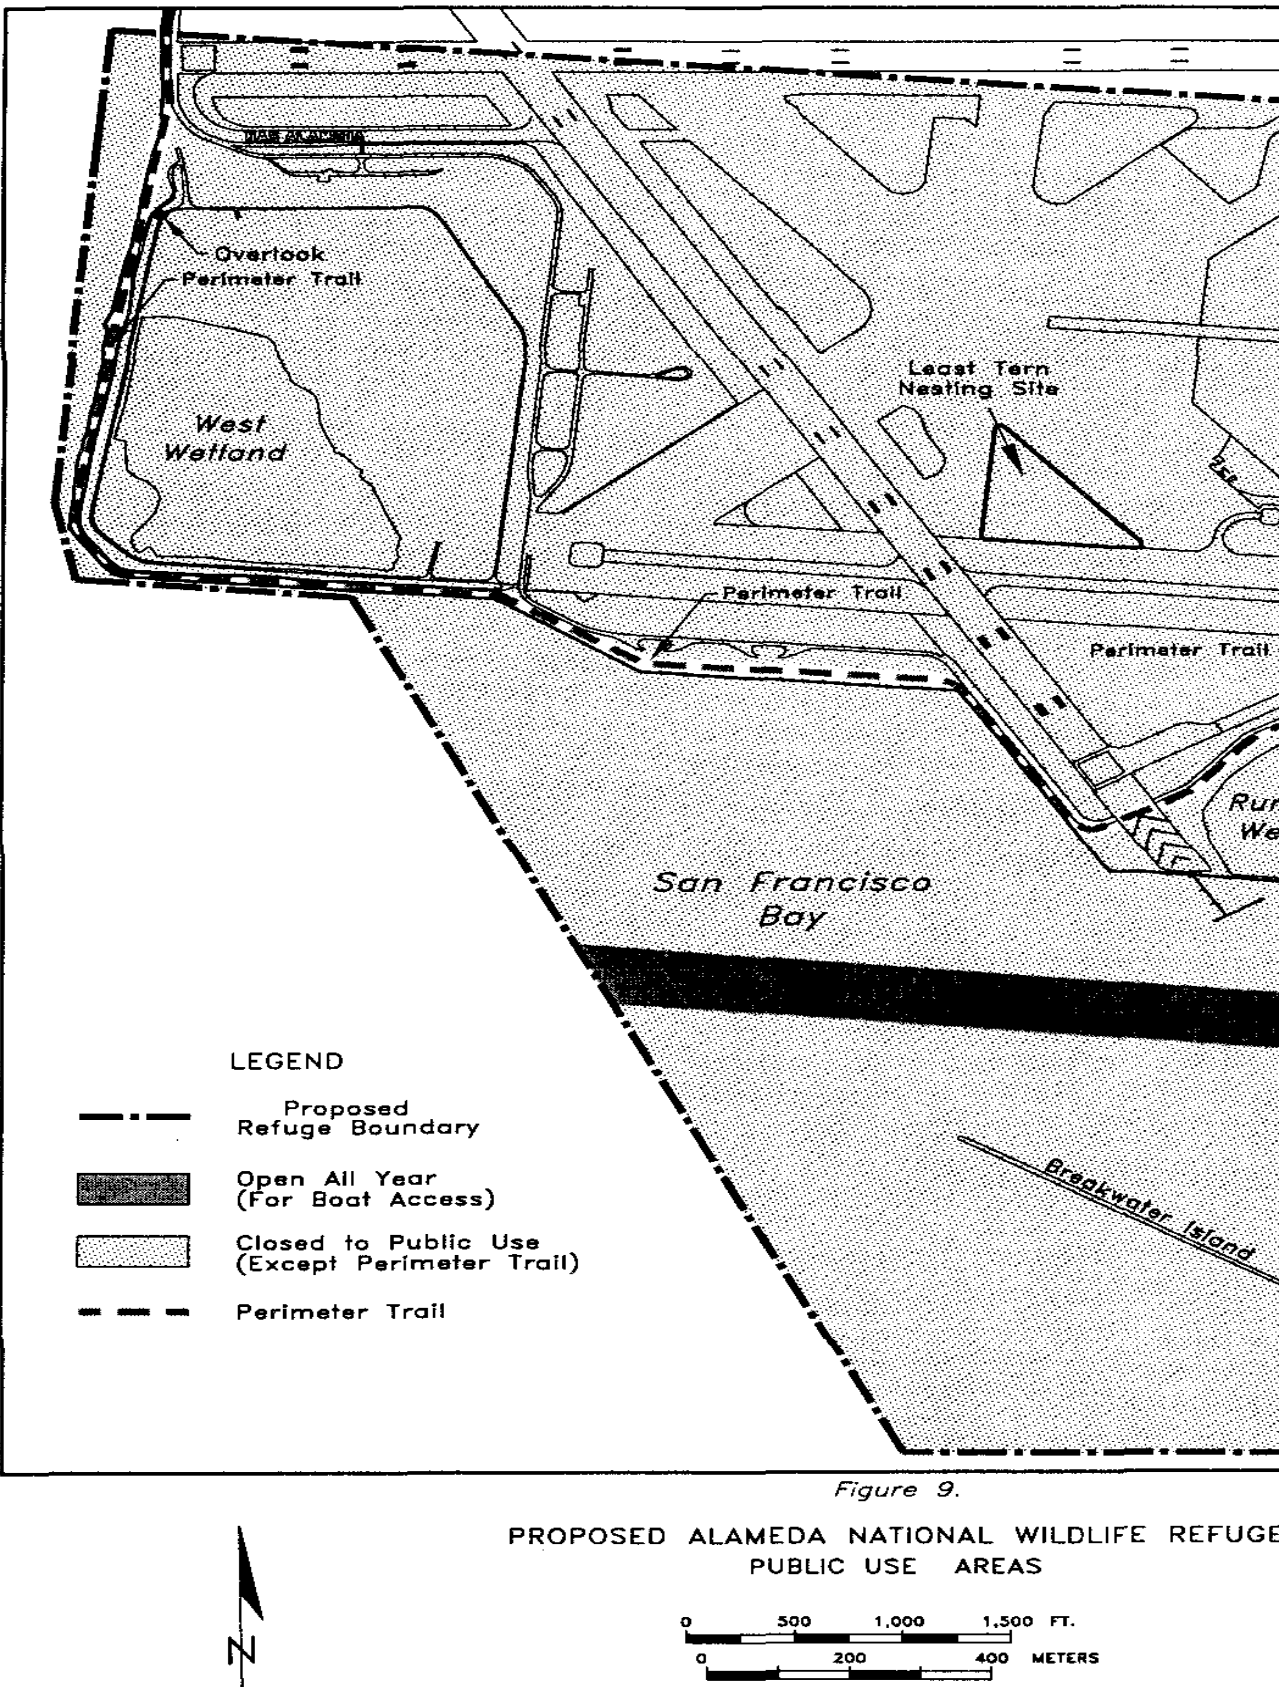 NAS ALAMEDA
Overlook
Perimeter Trail
Least Tern
Nesting Site
West
Wetland
Perimeter Trail
Perimeter Trail
San Francisco
Bay
Breakwater Island
LEGEND
Proposed
Refuge Boundary
Open All Year
(For Boat Access)
Closed to Public Use
(Except Perimeter Trail)
Perimeter Trail
Figure 9.
PROPOSED ALAMEDA NATIONAL WILDLIFE REFUGE
PUBLIC USE AREAS
0 500 1,000 1,500 FT.
0 200 400 METERS
N